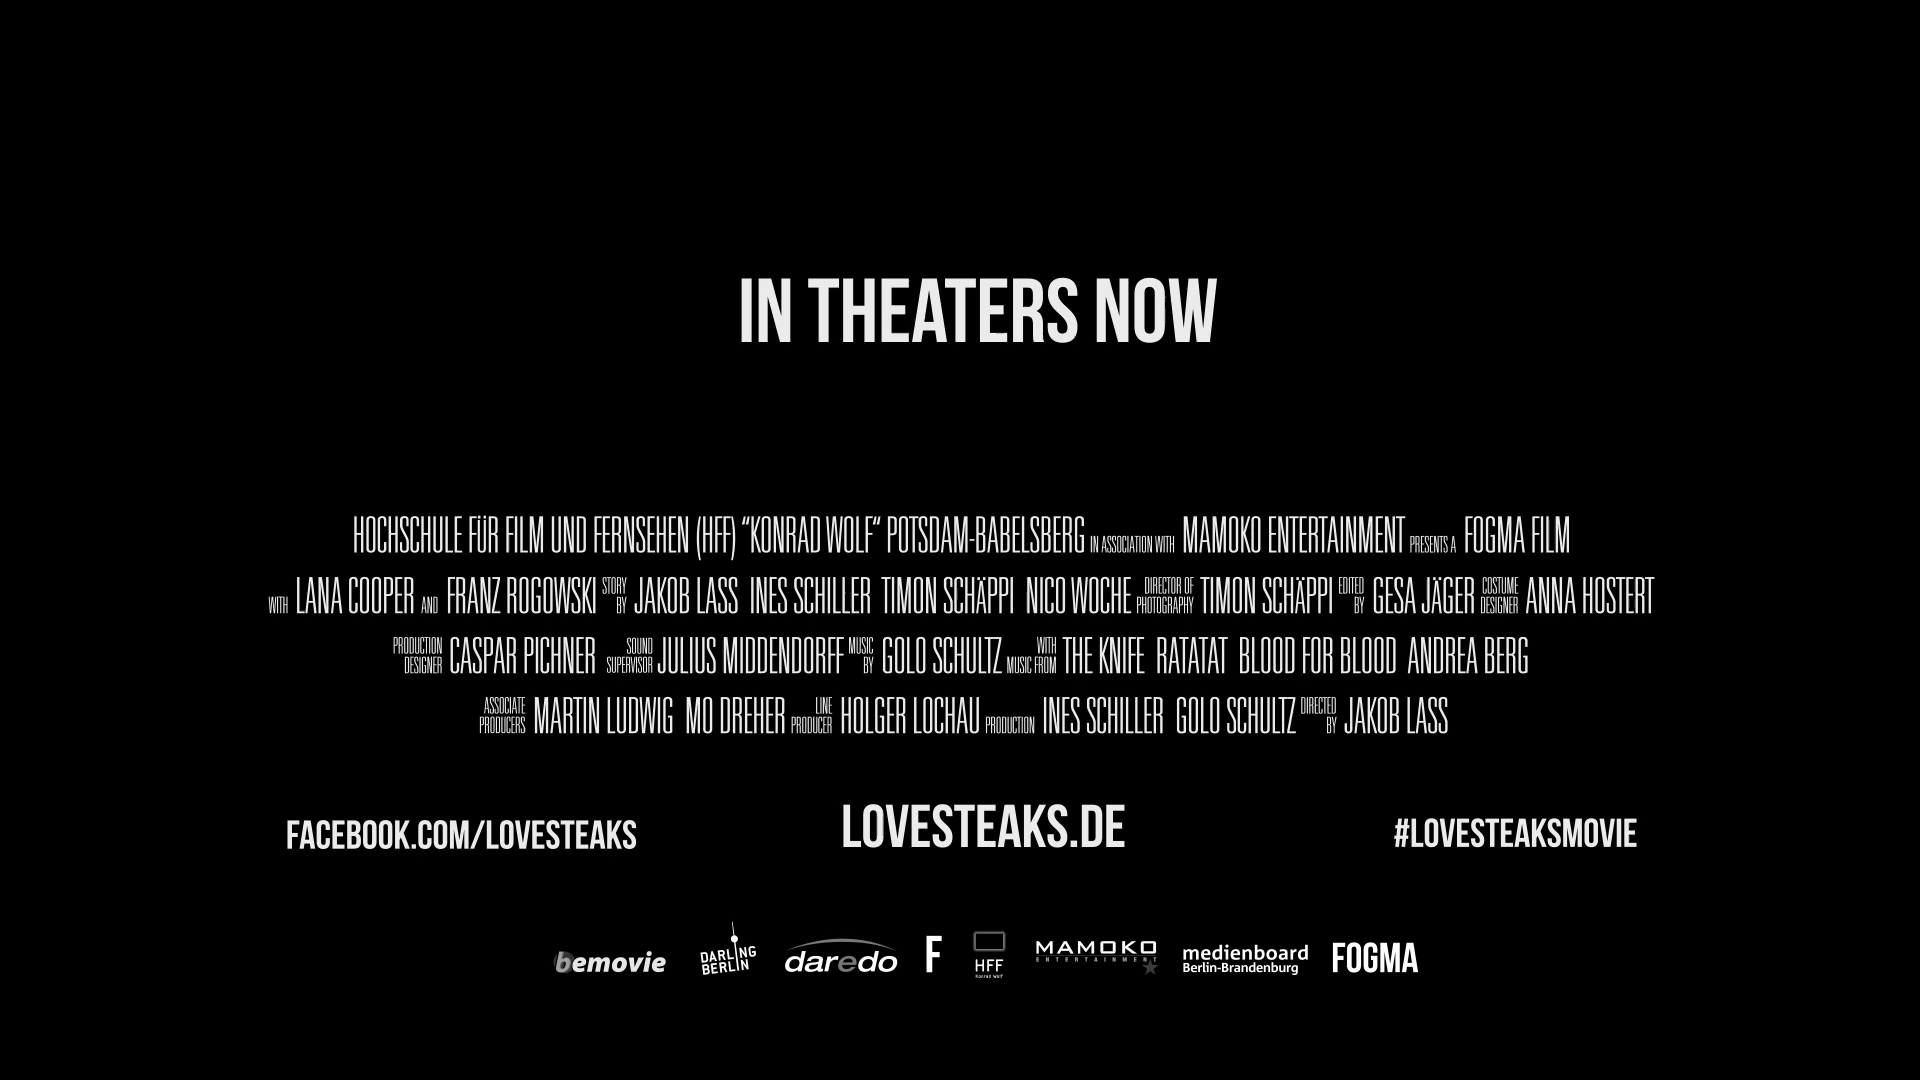 IN THEATERS NOW
HOCHSCHULE FÜR FILM UND FERNSEHEN (HFF) “KONRAD WOLF“ POTSDAM-BABELSBERG IN ASSOCIATION WITH MAMOKO ENTERTAINMENT PRESENTS A FOGMA FILM
WITH LANA COOPER AND FRANZ ROGOWSKI STORY BY JAKOB LASS INES SCHILLER TIMON SCHÄPPI NICO WOCHE DIRECTOR OF PHOTOGRAPHY TIMON SCHÄPPI EDITED BY GESA JÄGER COSTUME DESIGNER ANNA HOSTERT
PRODUCTION DESIGNER CASPAR PICHNER SOUND SUPERVISOR JULIUS MIDDENDORFF MUSIC BY GOLO SCHULTZ WITH MUSIC FROM THE KNIFE RATATAT BLOOD FOR BLOOD ANDREA BERG
ASSOCIATE PRODUCERS MARTIN LUDWIG MO DREHER LINE PRODUCER HOLGER LOCHAU PRODUCTION INES SCHILLER GOLO SCHULTZ DIRECTED BY JAKOB LASS
FACEBOOK.COM/LOVESTEAKS LOVESTEAKS.DE #LOVESTEAKSMOVIE
bemovie
DARLING
BERLIN
daredo
F
HFF
Konrad Wolf
MAMOKO
ENTERTAINMENT
medienboard
Berlin-Brandenburg
FOGMA